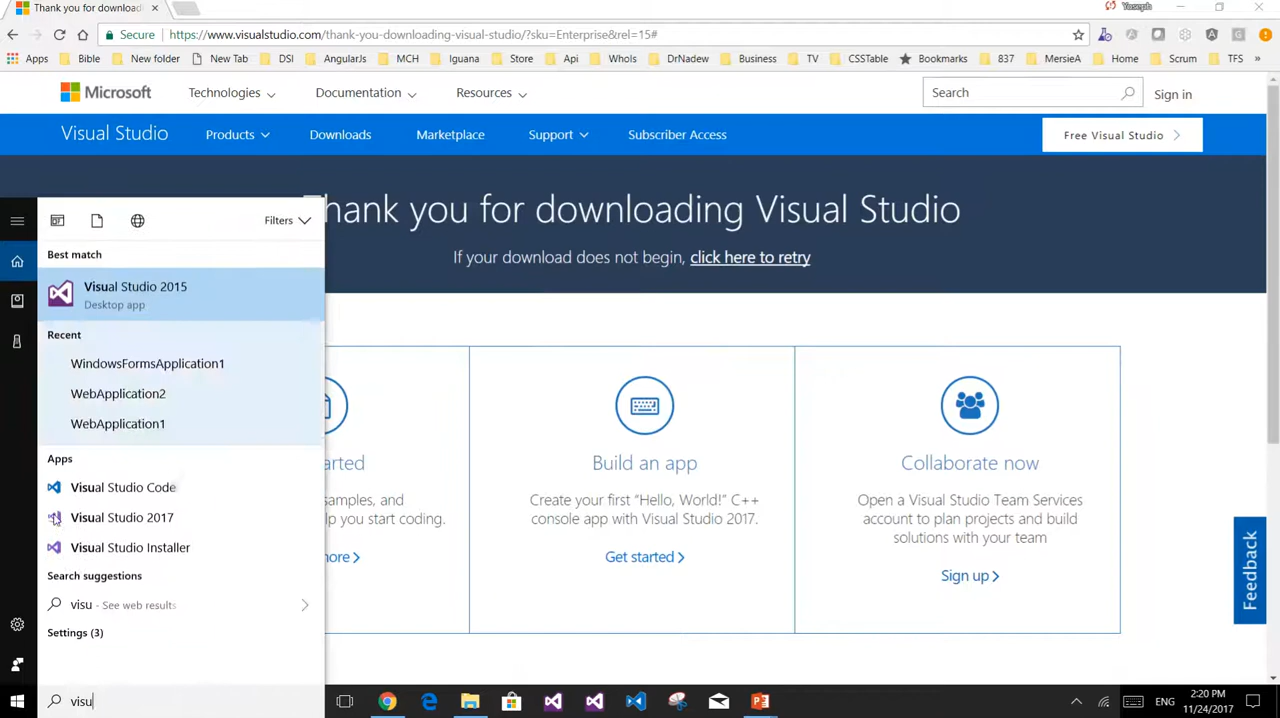 Thank you for download
Yoseph
Secure
https://www.visualstudio.com/thank-you-downloading-visual-studio/?sku=Enterprise&rel=15#
Apps Bible New folder New Tab DSI AngularJs MCH Iguana Store Api WhoIs DrNadew Business TV CSSTable Bookmarks 837 MersieA Home Scrum TFS »
Microsoft Technologies Documentation Resources Search Sign in
Visual Studio Products Downloads Marketplace Support Subscriber Access Free Visual Studio
Thank you for downloading Visual Studio
If your download does not begin, click here to retry
Filters
Best match
Visual Studio 2015
Desktop app
Recent
WindowsFormsApplication1
WebApplication2
WebApplication1
Apps
Visual Studio Code
Visual Studio 2017
Visual Studio Installer
Search suggestions
visu - See web results
Settings (3)
visu
arted
amples, and
elp you start coding.
nore
Build an app
Create your first “Hello, World!” C++
console app with Visual Studio 2017.
Get started
Collaborate now
Open a Visual Studio Team Services
account to plan projects and build
solutions with your team
Sign up
Feedback
ENG
2:20 PM
11/24/2017